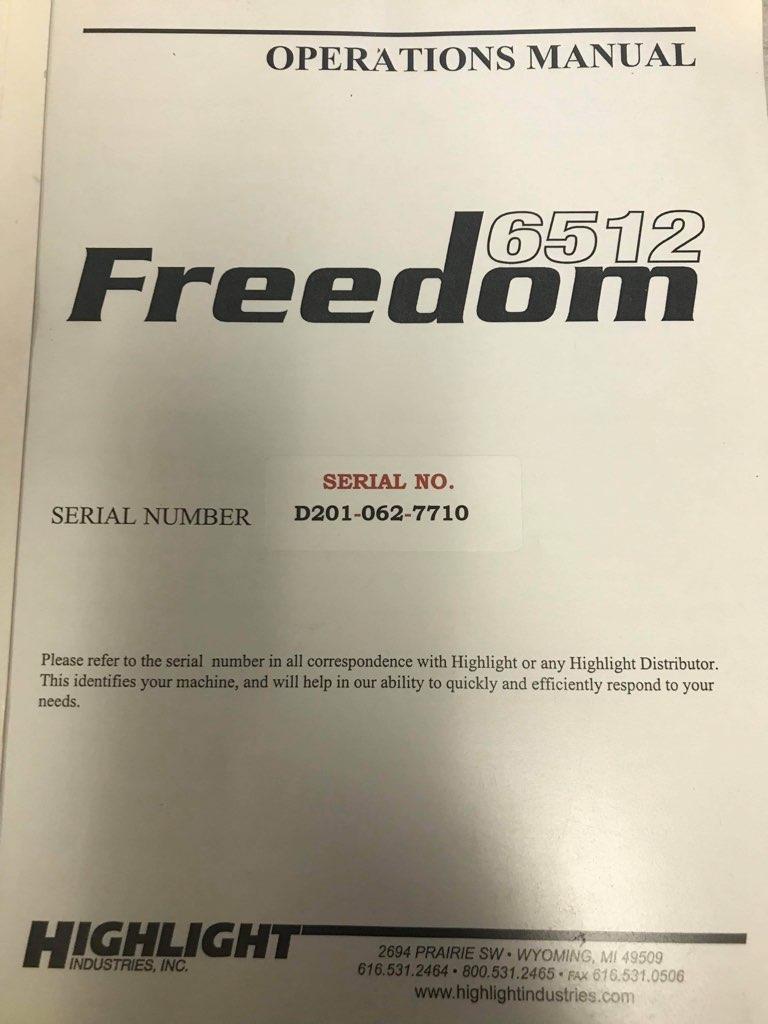 OPERATIONS MANUAL
Freedom 6512
SERIAL NO.
SERIAL NUMBER D201-062-7710
Please refer to the serial number in all correspondence with Highlight or any Highlight Distributor.
This identifies your machine, and will help in our ability to quickly and efficiently respond to your
needs.
HIGHLIGHT
INDUSTRIES, INC.
2694 PRAIRIE SW • WYOMING, MI 49509
616.531.2464 • 800.531.2465 • FAX 616.531.0506
www.highlightindustries.com